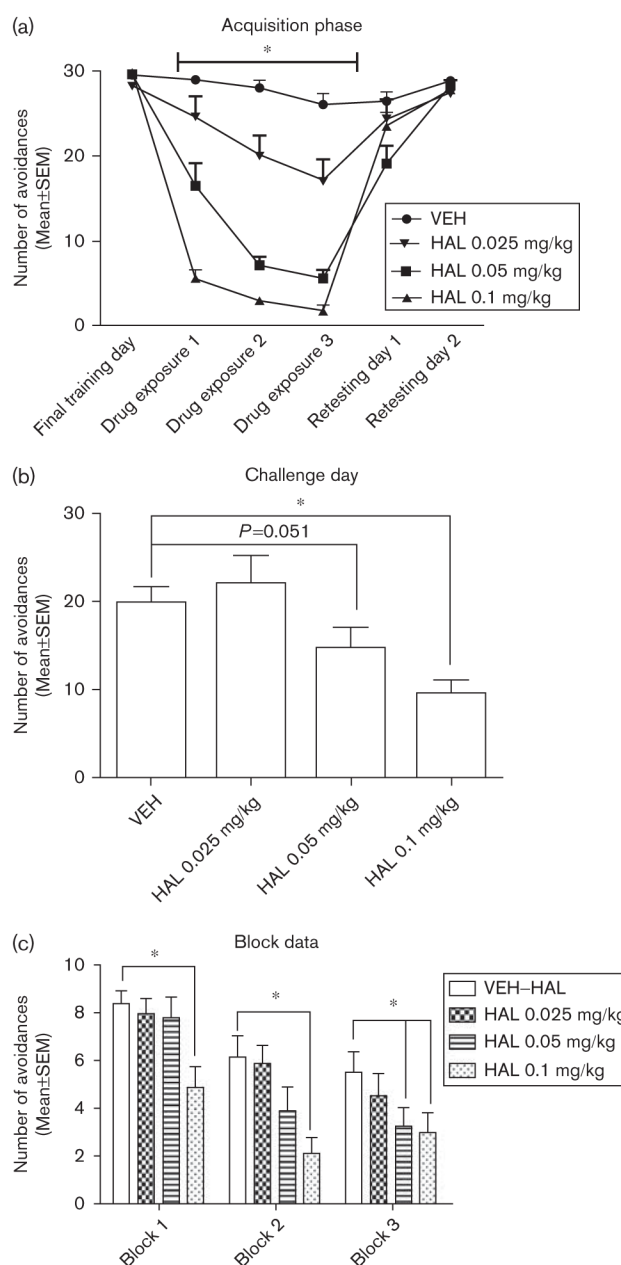 (a)
Acquisition phase
*
30
20
10
0
Number of avoidances
(Mean±SEM)
VEH
HAL 0.025 mg/kg
HAL 0.05 mg/kg
HAL 0.1 mg/kg
Final training day
Drug exposure 1
Drug exposure 2
Drug exposure 3
Retesting day 1
Retesting day 2
(b)
Challenge day
*
P=0.051
30
20
10
0
Number of avoidances
(Mean±SEM)
VEH
HAL 0.025 mg/kg
HAL 0.05 mg/kg
HAL 0.1 mg/kg
(c)
Block data
*
*
*
10
8
6
4
2
0
Number of avoidances
(Mean±SEM)
VEH–HAL
HAL 0.025 mg/kg
HAL 0.05 mg/kg
HAL 0.1 mg/kg
Block 1
Block 2
Block 3